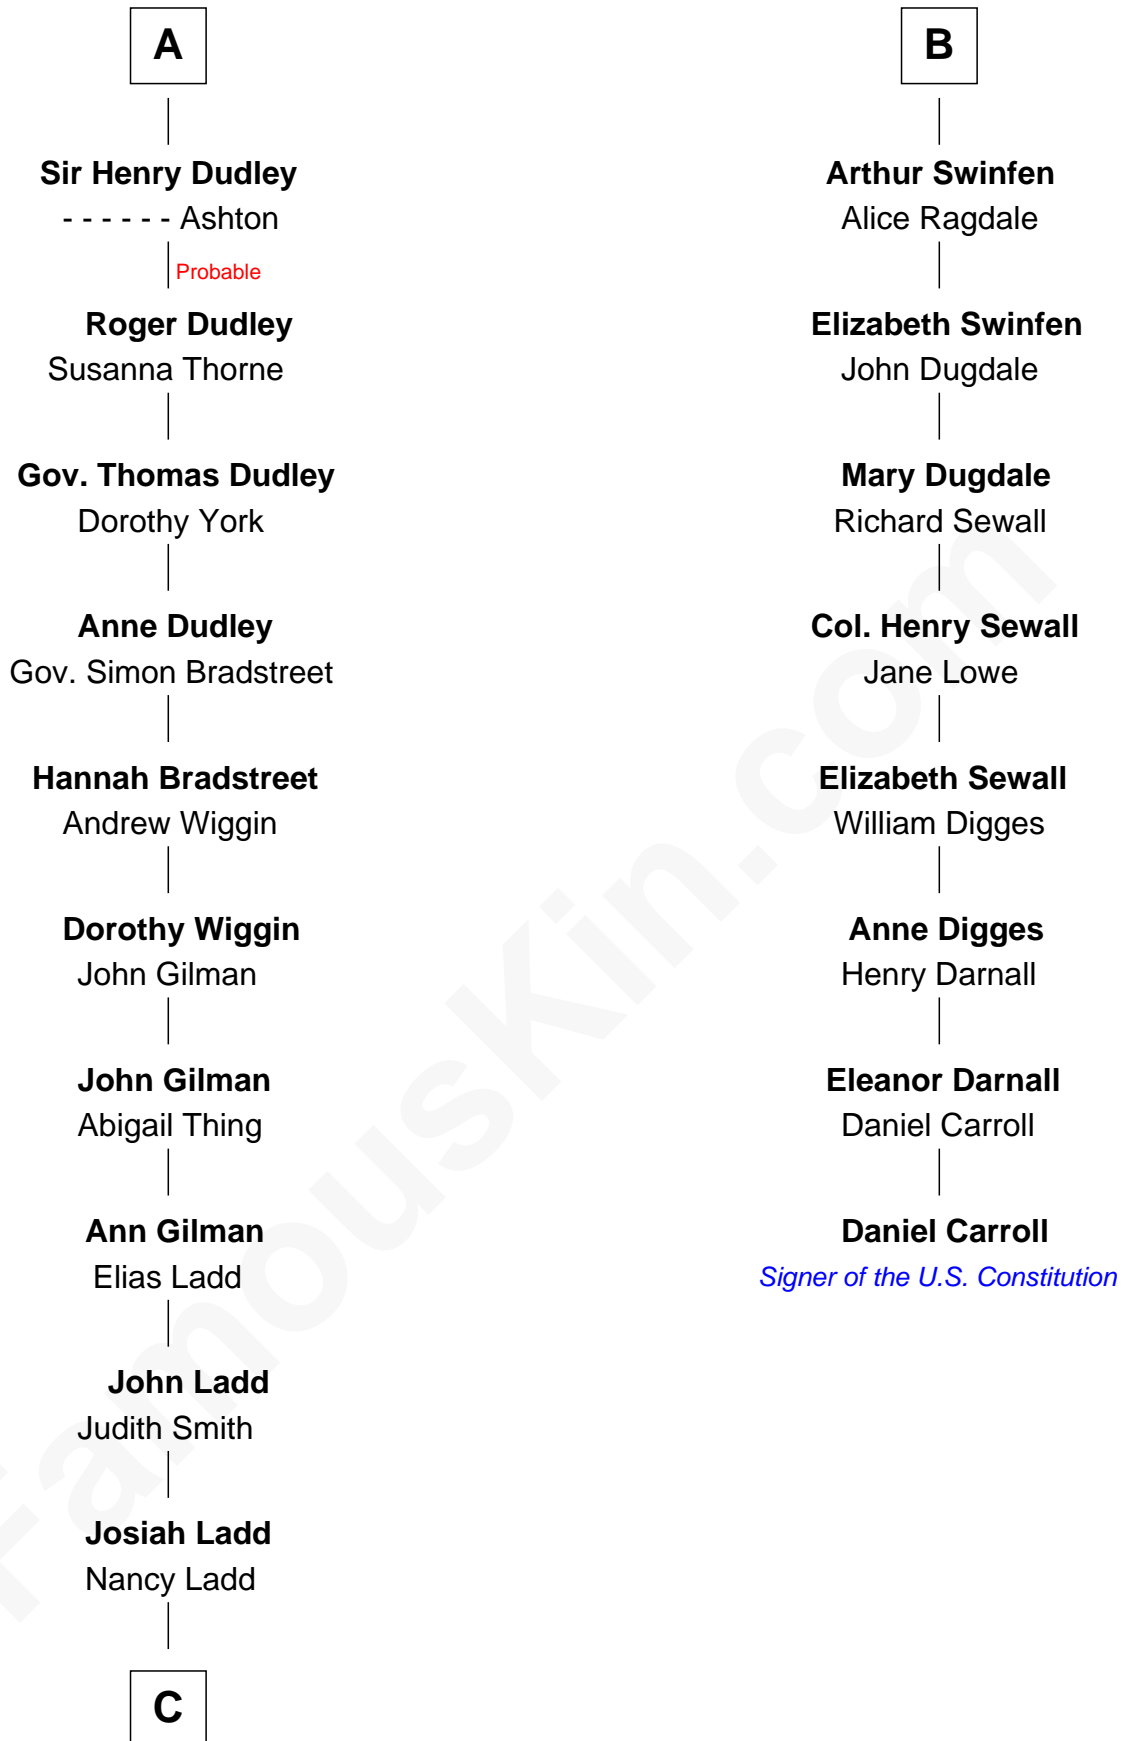 A
Sir Henry Dudley
- - - - - - Ashton
Probable
Roger Dudley
Susanna Thorne
Gov. Thomas Dudley
Dorothy York
Anne Dudley
Gov. Simon Bradstreet
Hannah Bradstreet
Andrew Wiggin
Dorothy Wiggin
John Gilman
John Gilman
Abigail Thing
Ann Gilman
Elias Ladd
John Ladd
Judith Smith
Josiah Ladd
Nancy Ladd
C
B
Arthur Swinfen
Alice Ragdale
Elizabeth Swinfen
John Dugdale
Mary Dugdale
Richard Sewall
Col. Henry Sewall
Jane Lowe
Elizabeth Sewall
William Digges
Anne Digges
Henry Darnall
Eleanor Darnall
Daniel Carroll
Daniel Carroll
Signer of the U.S. Constitution
FamousKin.com